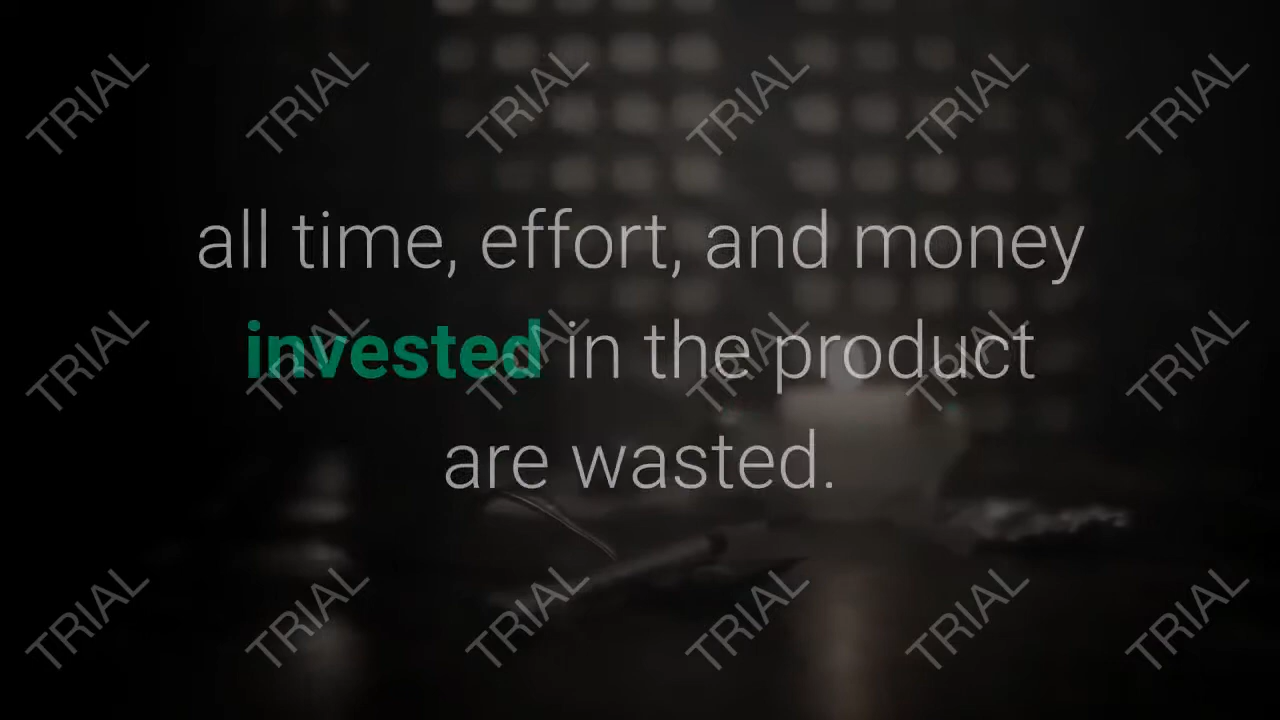 TRIAL TRIAL TRIAL TRIAL TRIAL TRIAL
all time, effort, and money
invested in the product
TRIAL TRIAL TRIAL TRIAL TRIAL TRIAL
are wasted.
TRIAL TRIAL TRIAL TRIAL TRIAL TRIAL